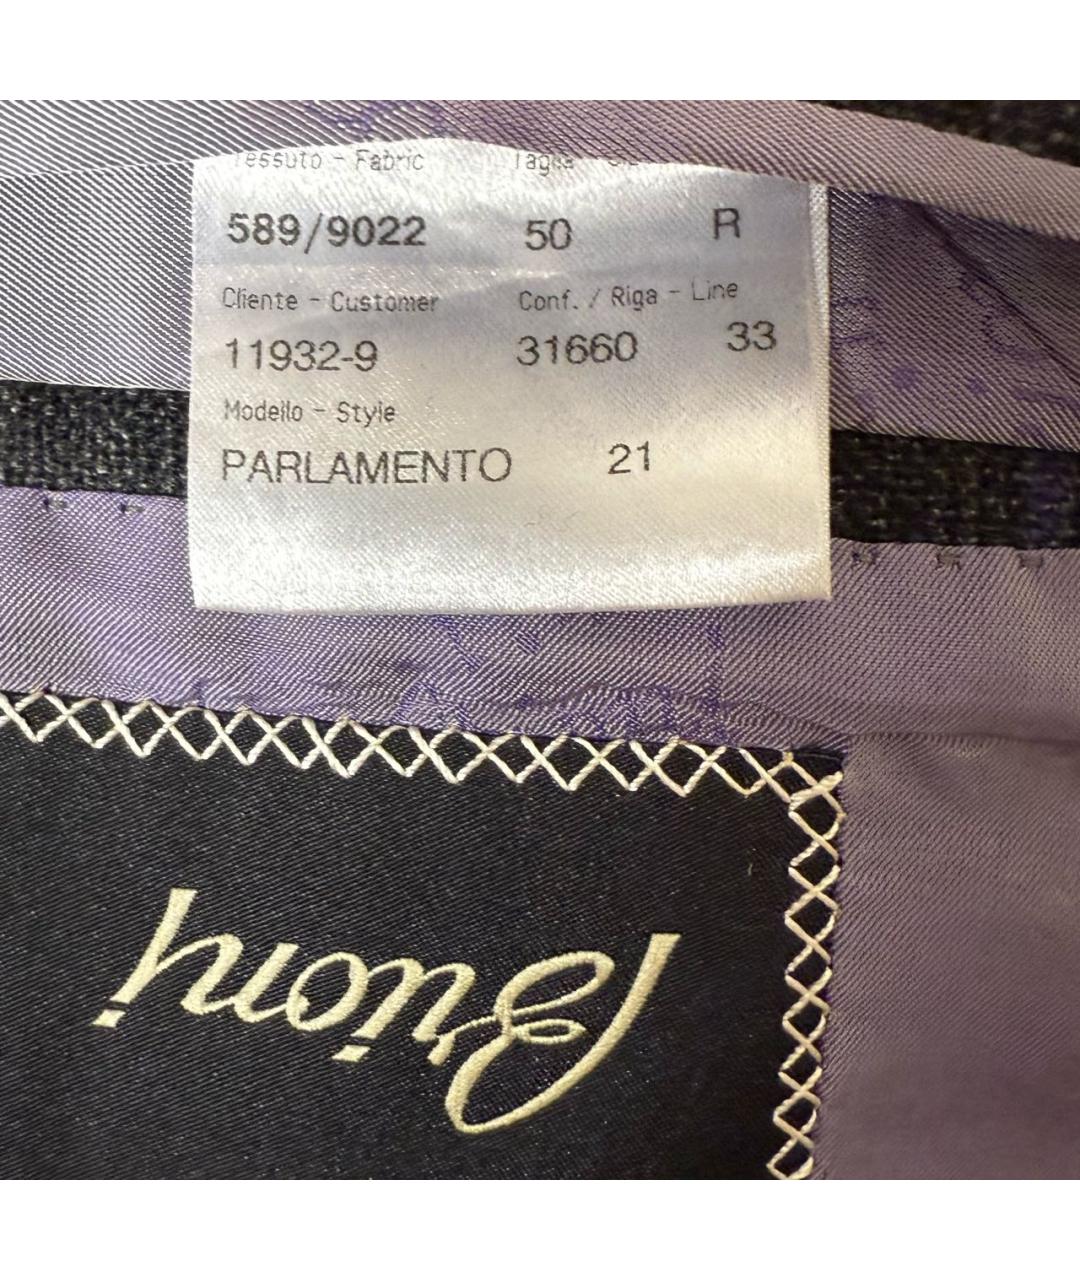 Tessuto - Fabric Taglia
589/9022 50 R
Cliente - Customer Conf. / Riga - Line
11932-9 31660 33
Modello - Style
PARLAMENTO 21
Brioni